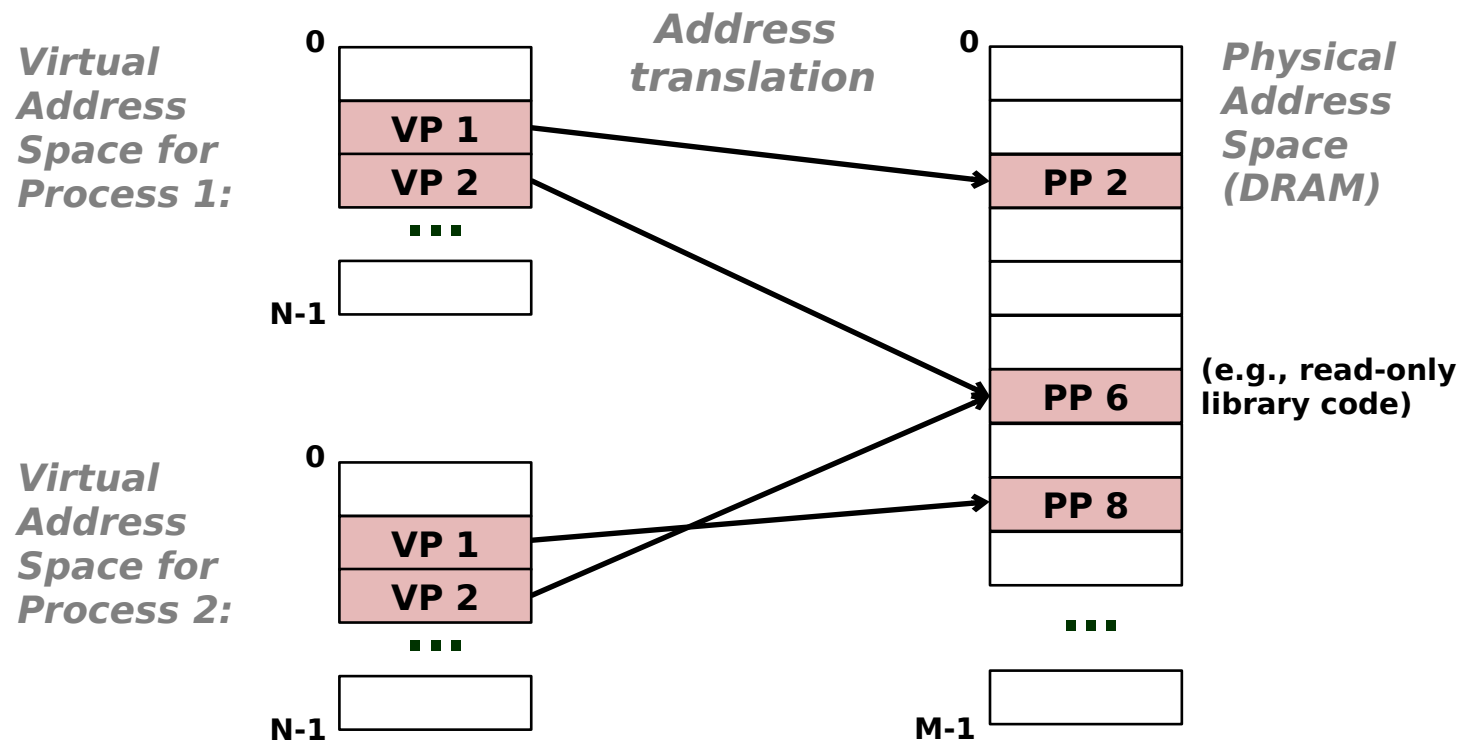 Virtual
Address
Space for
Process 1:
0
VP 1
VP 2
...
N-1
Address
translation
0
PP 2
PP 6
PP 8
...
M-1
Physical
Address
Space
(DRAM)
(e.g., read-only
library code)
Virtual
Address
Space for
Process 2:
0
VP 1
VP 2
...
N-1